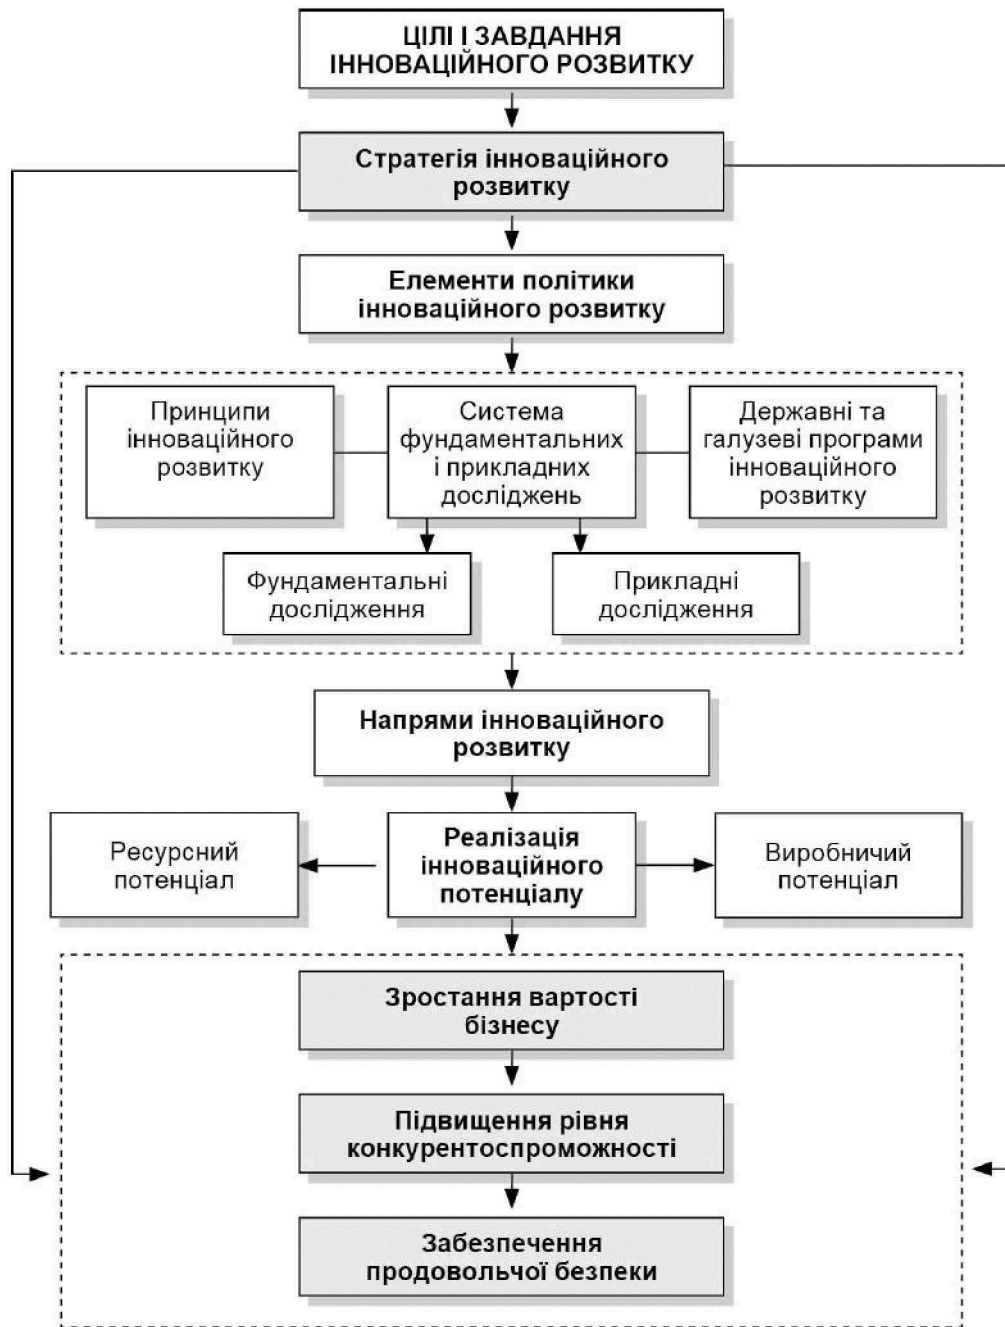 ЦІЛІ І ЗАВДАННЯ
ІННОВАЦІЙНОГО РОЗВИТКУ
Стратегія інноваційного
розвитку
Елементи політики
інноваційного розвитку
Принципи
інноваційного
розвитку
Система
фундаментальних
і прикладних
досліджень
Державні та
галузеві програми
інноваційного
розвитку
Фундаментальні
дослідження
Прикладні
дослідження
Напрями інноваційного
розвитку
Ресурсний
потенціал
Реалізація
інноваційного
потенціалу
Виробничий
потенціал
Зростання вартості
бізнесу
Підвищення рівня
конкурентоспроможності
Забезпечення
продовольчої безпеки